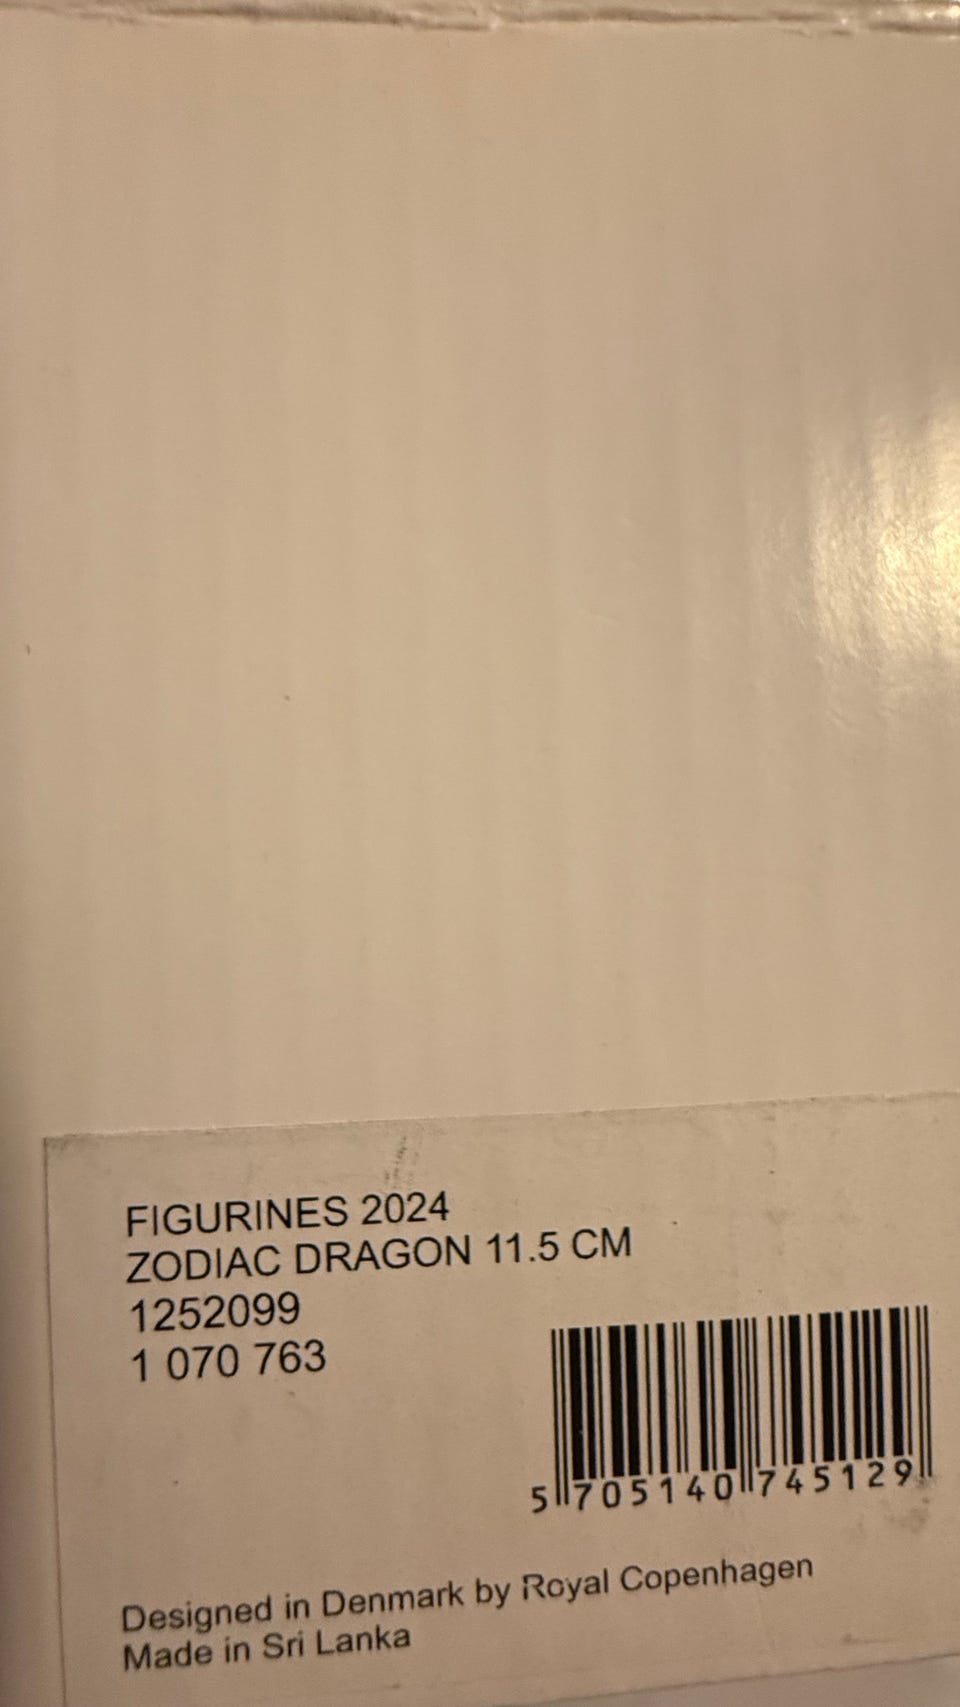 FIGURINES 2024
ZODIAC DRAGON 11.5 CM
1252099
1 070 763
5 705140 745129
Designed in Denmark by Royal Copenhagen
Made in Sri Lanka